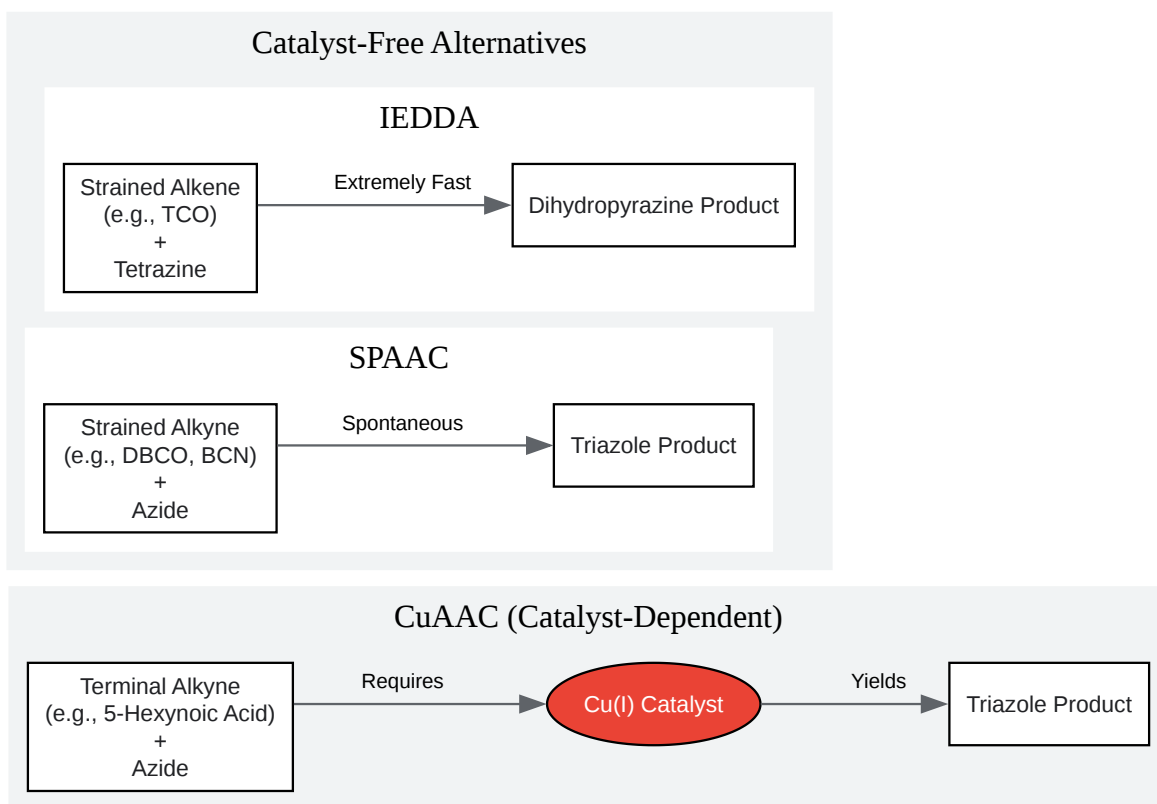 Catalyst-Free Alternatives
IEDDA
Strained Alkene
(e.g., TCO)
+
Tetrazine
Extremely Fast
Dihydropyrazine Product
SPAAC
Strained Alkyne
(e.g., DBCO, BCN)
+
Azide
Spontaneous
Triazole Product
CuAAC (Catalyst-Dependent)
Terminal Alkyne
(e.g., 5-Hexynoic Acid)
+
Azide
Requires
Cu(I) Catalyst
Yields
Triazole Product